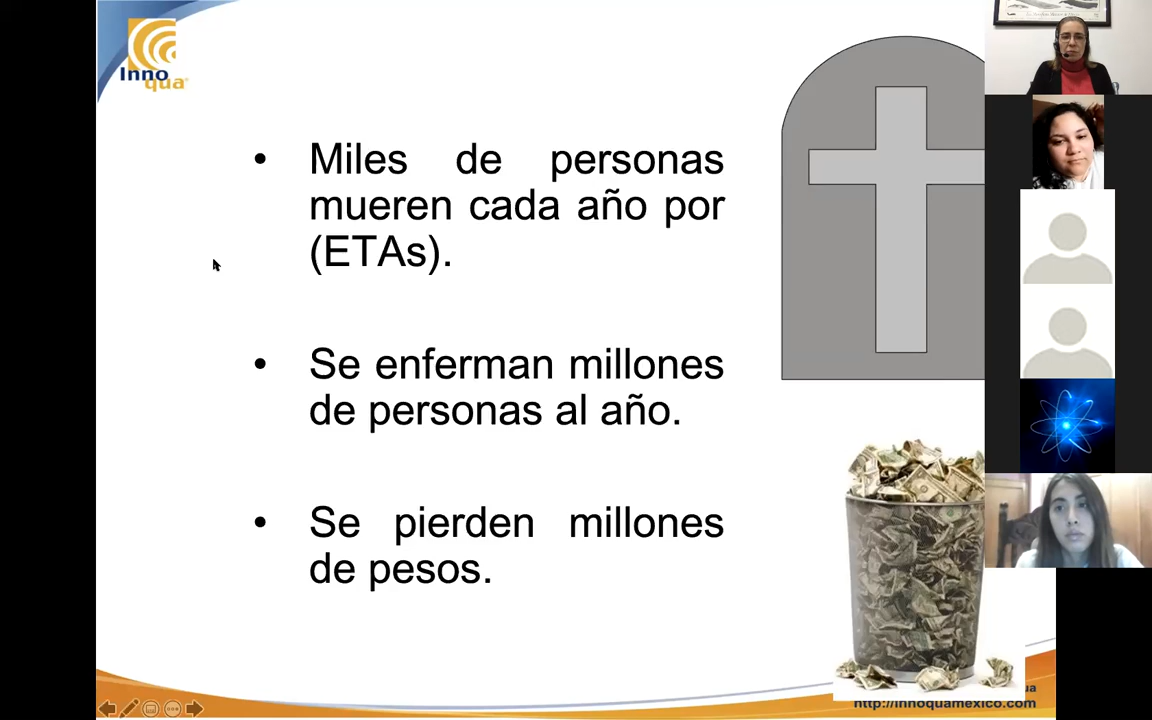 Inno
qua
• Miles de personas
mueren cada año por
(ETAs).
• Se enferman millones
de personas al año.
• Se pierden millones
de pesos.
ua
http://innoquamexico.com